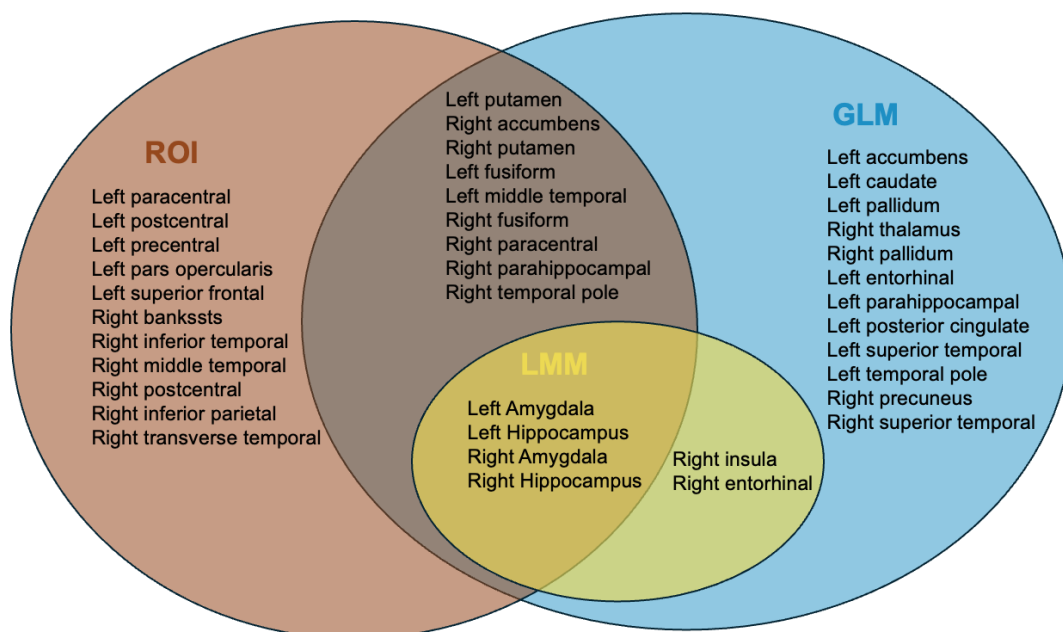 ROI
Left paracentral
Left postcentral
Left precentral
Left pars opercularis
Left superior frontal
Right bankssts
Right inferior temporal
Right middle temporal
Right postcentral
Right inferior parietal
Right transverse temporal
Left putamen
Right accumbens
Right putamen
Left fusiform
Left middle temporal
Right fusiform
Right paracentral
Right parahippocampal
Right temporal pole
LMM
Left Amygdala
Left Hippocampus
Right Amygdala
Right Hippocampus
Right insula
Right entorhinal
GLM
Left accumbens
Left caudate
Left pallidum
Right thalamus
Right pallidum
Left entorhinal
Left parahippocampal
Left posterior cingulate
Left superior temporal
Left temporal pole
Right precuneus
Right superior temporal